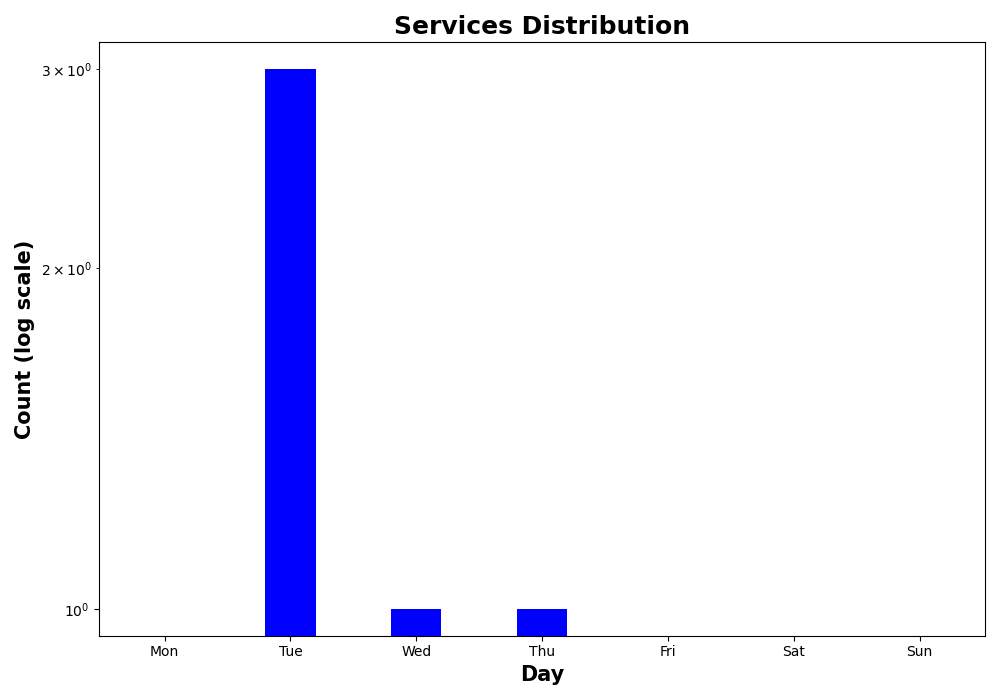 Services Distribution
Count (log scale)
3 × 10⁰
2 × 10⁰
10⁰
Mon Tue Wed Thu Fri Sat Sun
Day